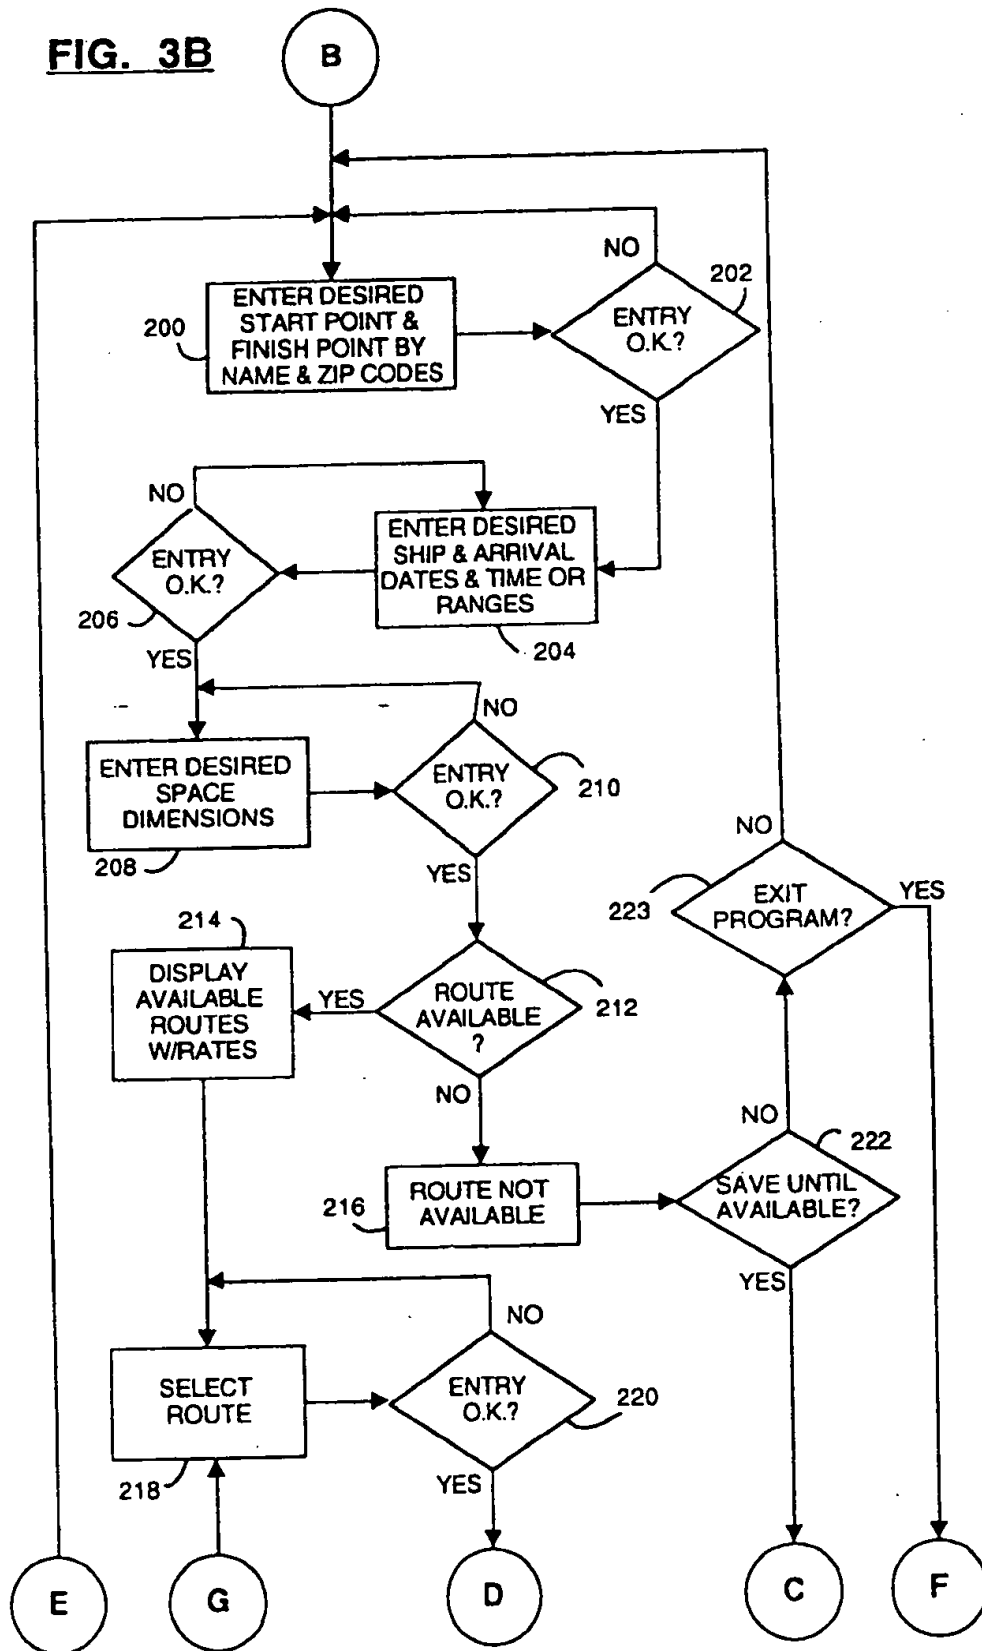 FIG. 3B
B
NO
202
ENTER DESIRED
START POINT &
FINISH POINT BY
NAME & ZIP CODES
200
ENTRY
O.K.?
YES
NO
ENTER DESIRED
SHIP & ARRIVAL
DATES & TIME OR
RANGES
ENTRY
O.K.?
206
204
YES
NO
ENTER DESIRED
SPACE
DIMENSIONS
208
ENTRY
O.K.?
210
YES
NO
223
EXIT
PROGRAM?
YES
214
DISPLAY
AVAILABLE
ROUTES
W/RATES
YES
ROUTE
AVAILABLE
?
212
NO
NO
222
216
ROUTE NOT
AVAILABLE
SAVE UNTIL
AVAILABLE?
YES
NO
SELECT
ROUTE
218
ENTRY
O.K.?
220
YES
E
G
D
C
F